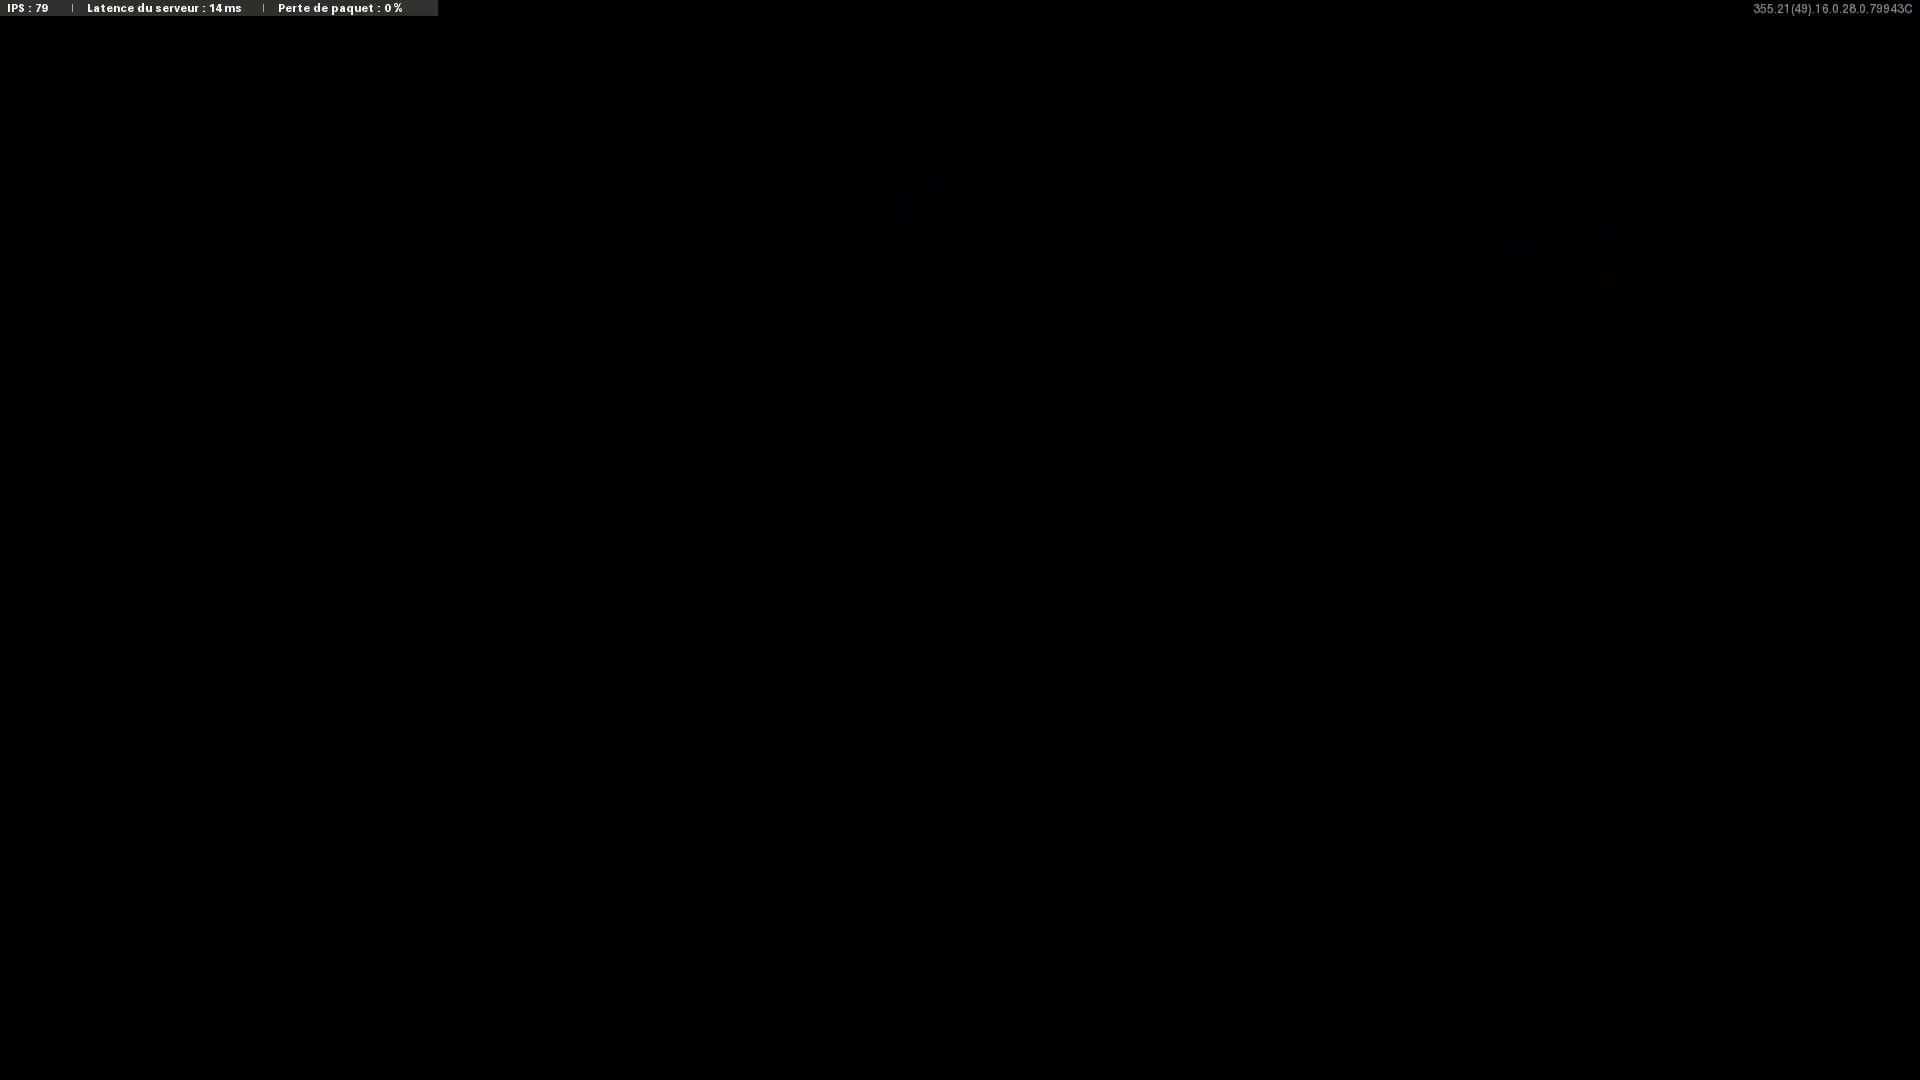 IPS : 79 | Latence du serveur : 14 ms | Perte de paquet : 0 %
355.21(49).16.0.28.0.79943C